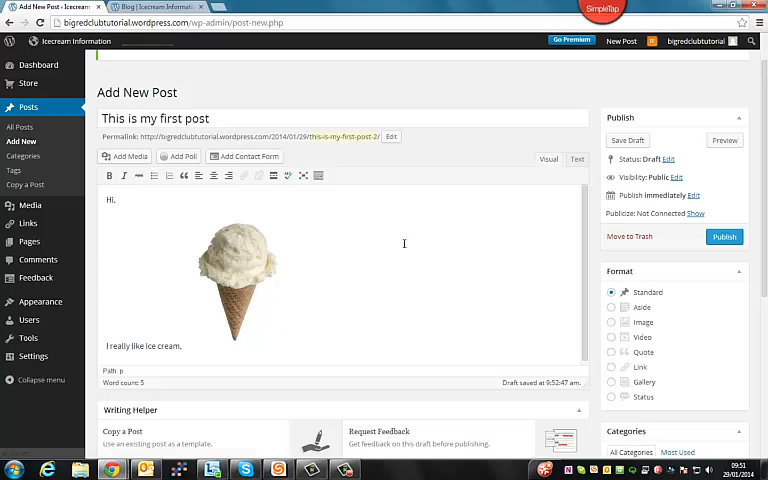 Add New Post ‹ Icecream
Blog | Icecream Information
SimpleTap
bigredclubtutorial.wordpress.com/wp-admin/post-new.php
Icecream Information
Go Premium
New Post
bigredclubtutorial
Dashboard
Store
Posts
All Posts
Add New
Categories
Tags
Copy a Post
Media
Links
Pages
Comments
Feedback
Appearance
Users
Tools
Settings
Collapse menu
Add New Post
This is my first post
Permalink: http://bigredclubtutorial.wordpress.com/2014/01/29/this-is-my-first-post-2/ Edit
Add Media Add Poll Add Contact Form
Visual Text
B I ABC
Hi,
I really like Ice cream.
Path: p
Word count: 5
Draft saved at 9:52:47 am.
Writing Helper
Copy a Post
Use an existing post as a template.
Request Feedback
Get feedback on this draft before publishing.
Publish
Save Draft Preview
Status: Draft Edit
Visibility: Public Edit
Publish immediately Edit
Publicize: Not Connected Show
Move to Trash Publish
Format
Standard
Aside
Image
Video
Quote
Link
Gallery
Status
Categories
All Categories Most Used
09:51
29/01/2014